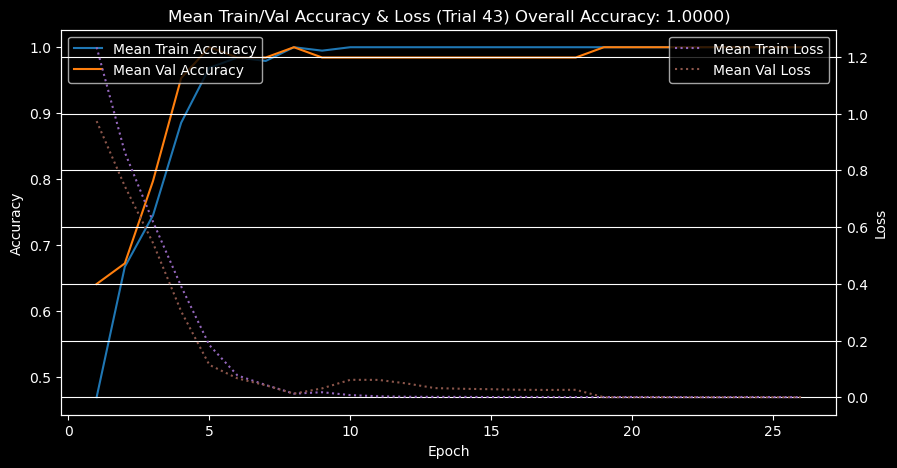 Mean Train/Val Accuracy & Loss (Trial 43) Overall Accuracy: 1.0000)
Mean Train Accuracy
Mean Val Accuracy
Mean Train Loss
Mean Val Loss
Accuracy
1.0
0.9
0.8
0.7
0.6
0.5
Loss
1.2
1.0
0.8
0.6
0.4
0.2
0.0
0 5 10 15 20 25
Epoch